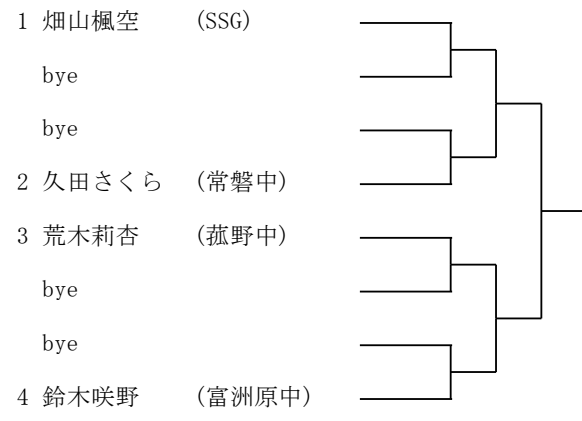 1 畑山楓空 (SSG)
bye
bye
2 久田さくら (常磐中)
3 荒木莉杏 (菰野中)
bye
bye
4 鈴木咲野 (富洲原中)